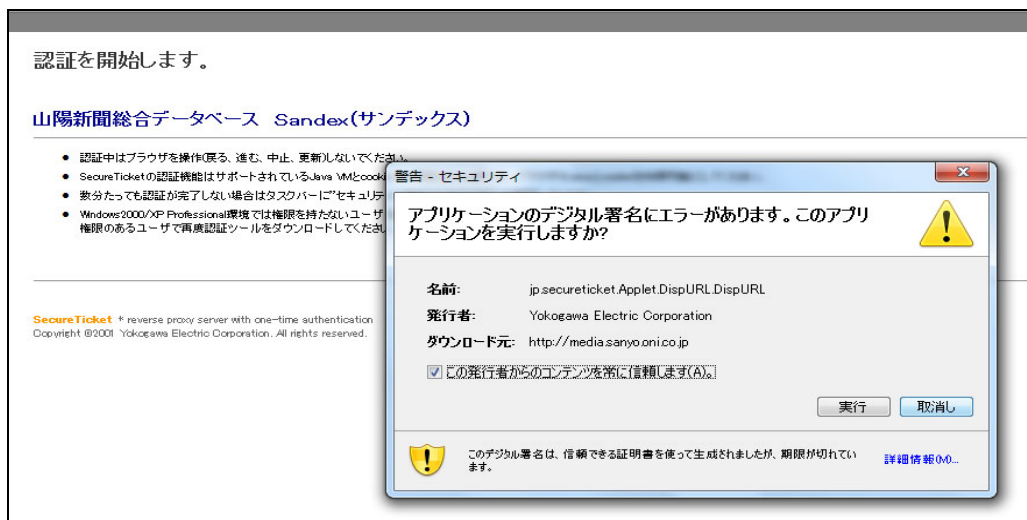 認証を開始します。
山陽新聞総合データベース Sandex(サンデックス)
● 認証中はブラウザを操作(戻る、進む、中止、更新)しないでください。
● SecureTicketの認証機能はサポートされているJava VMとcooki
● 数分たっても認証が完了しない場合はタスクバーに"セキュリテ
● Windows2000/XP Professional環境では権限を持たないユーザ
権限のあるユーザで再度認証ツールをダウンロードしてくださ
SecureTicket * reverse proxy server with one-time authentication
Copyright ©2001 Yokogawa Electric Corporation. All rights reserved.
警告 - セキュリティ
アプリケーションのデジタル署名にエラーがあります。このアプリ
ケーションを実行しますか?
名前: jp.secureticket.Applet.DispURL.DispURL
発行者: Yokogawa Electric Corporation
ダウンロード元: http://media.sanyo.oni.co.jp
この発行者からのコンテンツを常に信頼します(A)。
実行 取消し
このデジタル署名は、信頼できる証明書を使って生成されましたが、期限が切れてい
ます。
詳細情報(M)...